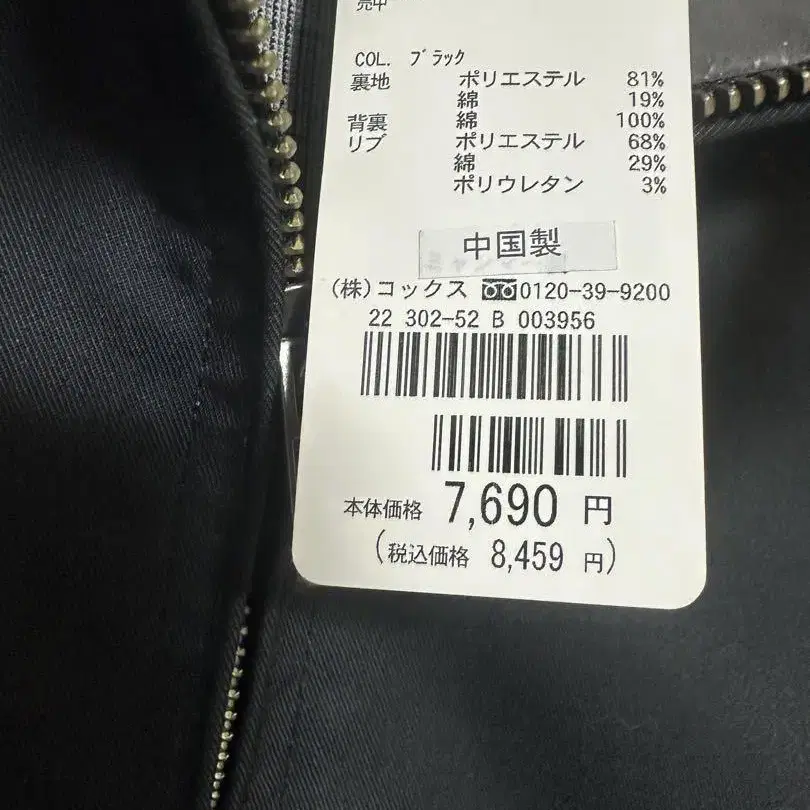 COL. ブラック
裏地 ポリエステル 81%
綿 19%
背裏 綿 100%
リブ ポリエステル 68%
綿 29%
ポリウレタン 3%
中国製
(株)コックス 0120-39-9200
22 302-52 B 003956
本体価格 7,690 円
(税込価格 8,459 円)